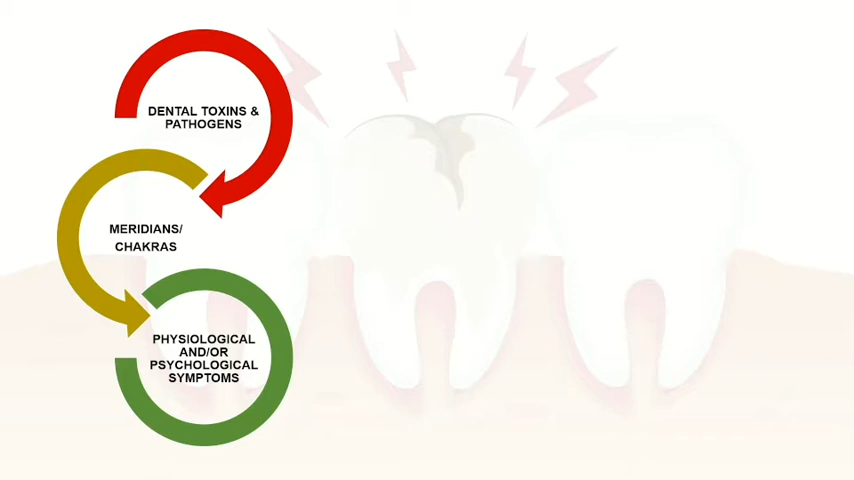 DENTAL TOXINS &
PATHOGENS
MERIDIANS/
CHAKRAS
PHYSIOLOGICAL
AND/OR
PSYCHOLOGICAL
SYMPTOMS